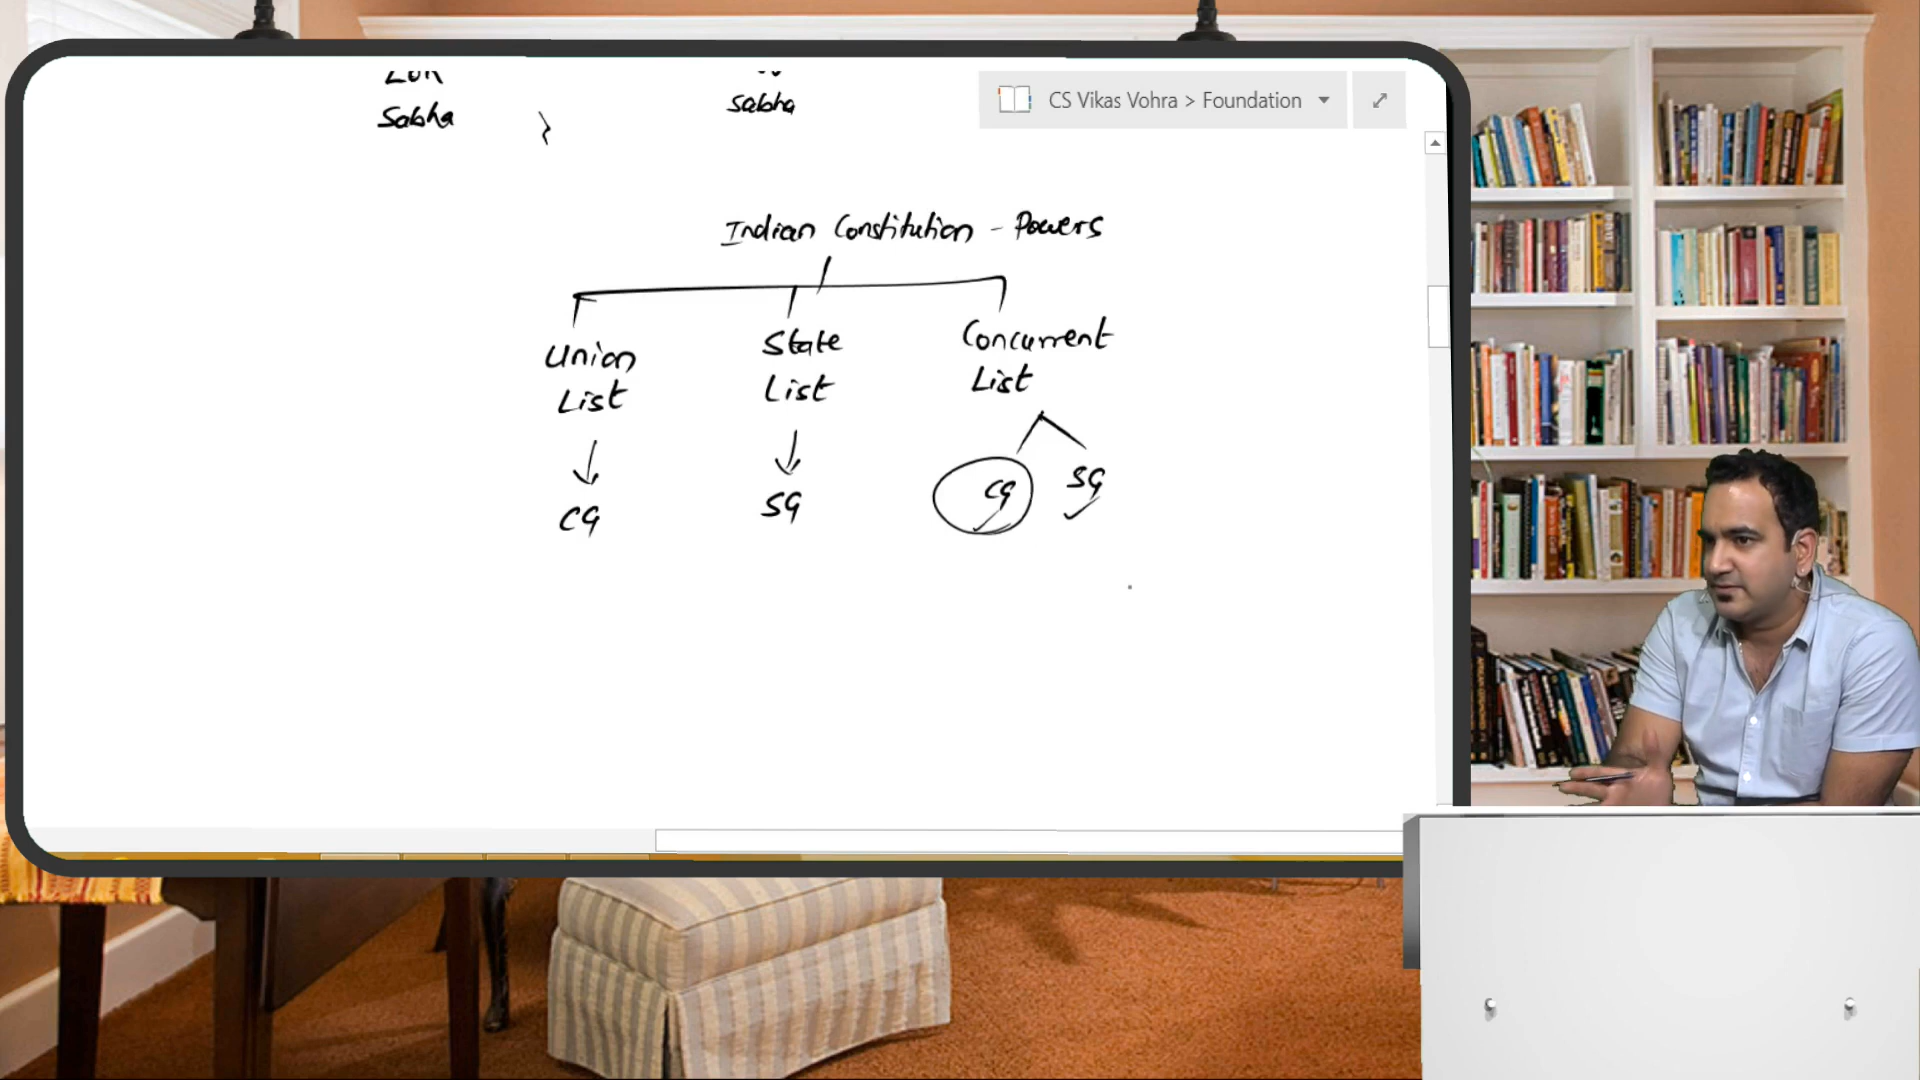 Lok
Sabha
Sabha
CS Vikas Vohra > Foundation
Indian Constitution - Powers
Union
List
State
List
Concurrent
List
CG
SG
CG
SG